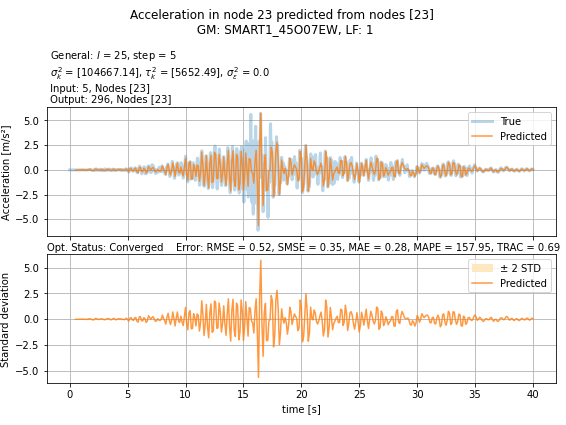 Acceleration in node 23 predicted from nodes [23]
GM: SMART1_45O07EW, LF: 1
General: l = 25, step = 5
σ²ₖ = [104667.14], τ²ₖ = [5652.49], σ²ₑ = 0.0
Input: 5, Nodes [23]
Output: 296, Nodes [23]
Acceleration [m/s²]
5.0
2.5
0.0
−2.5
−5.0
True
Predicted
Opt. Status: Converged Error: RMSE = 0.52, SMSE = 0.35, MAE = 0.28, MAPE = 157.95, TRAC = 0.69
Standard deviation
5.0
2.5
0.0
−2.5
−5.0
± 2 STD
Predicted
0 5 10 15 20 25 30 35 40
time [s]